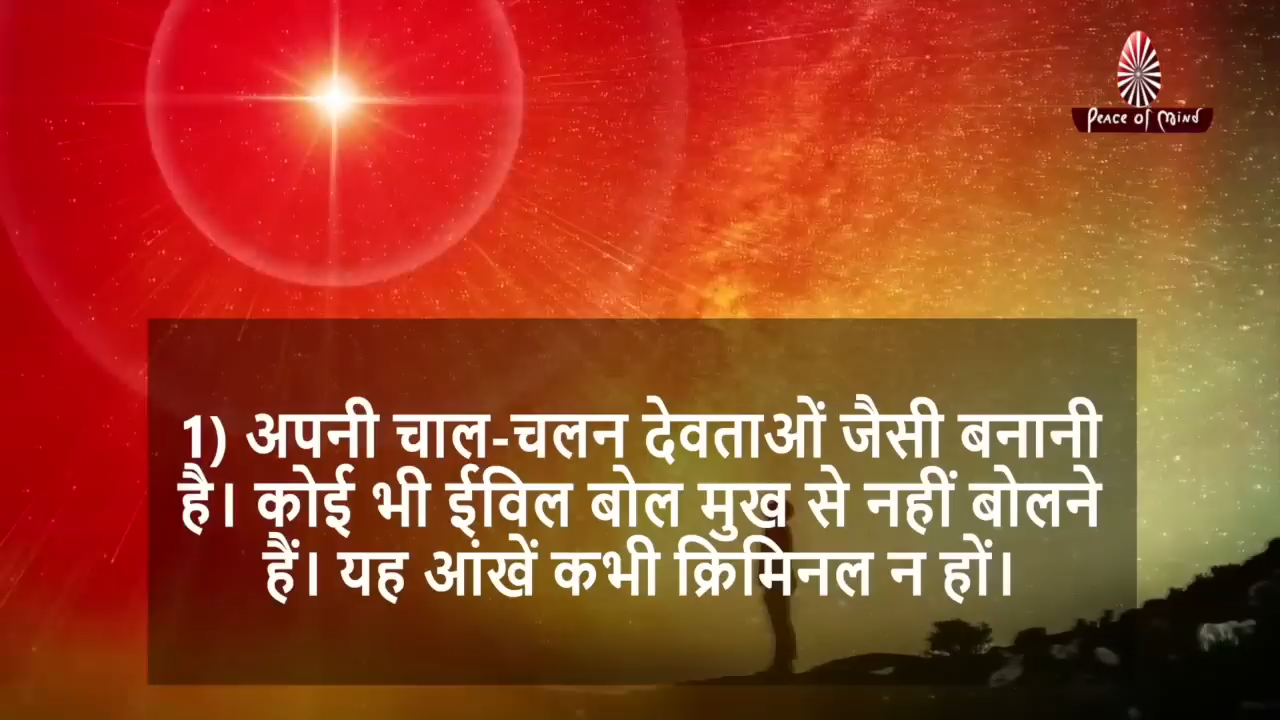 Peace of Mind
1) अपनी चाल-चलन देवताओं जैसी बनानी
है। कोई भी ईविल बोल मुख से नहीं बोलने
हैं। यह आंखें कभी क्रिमिनल न हों।